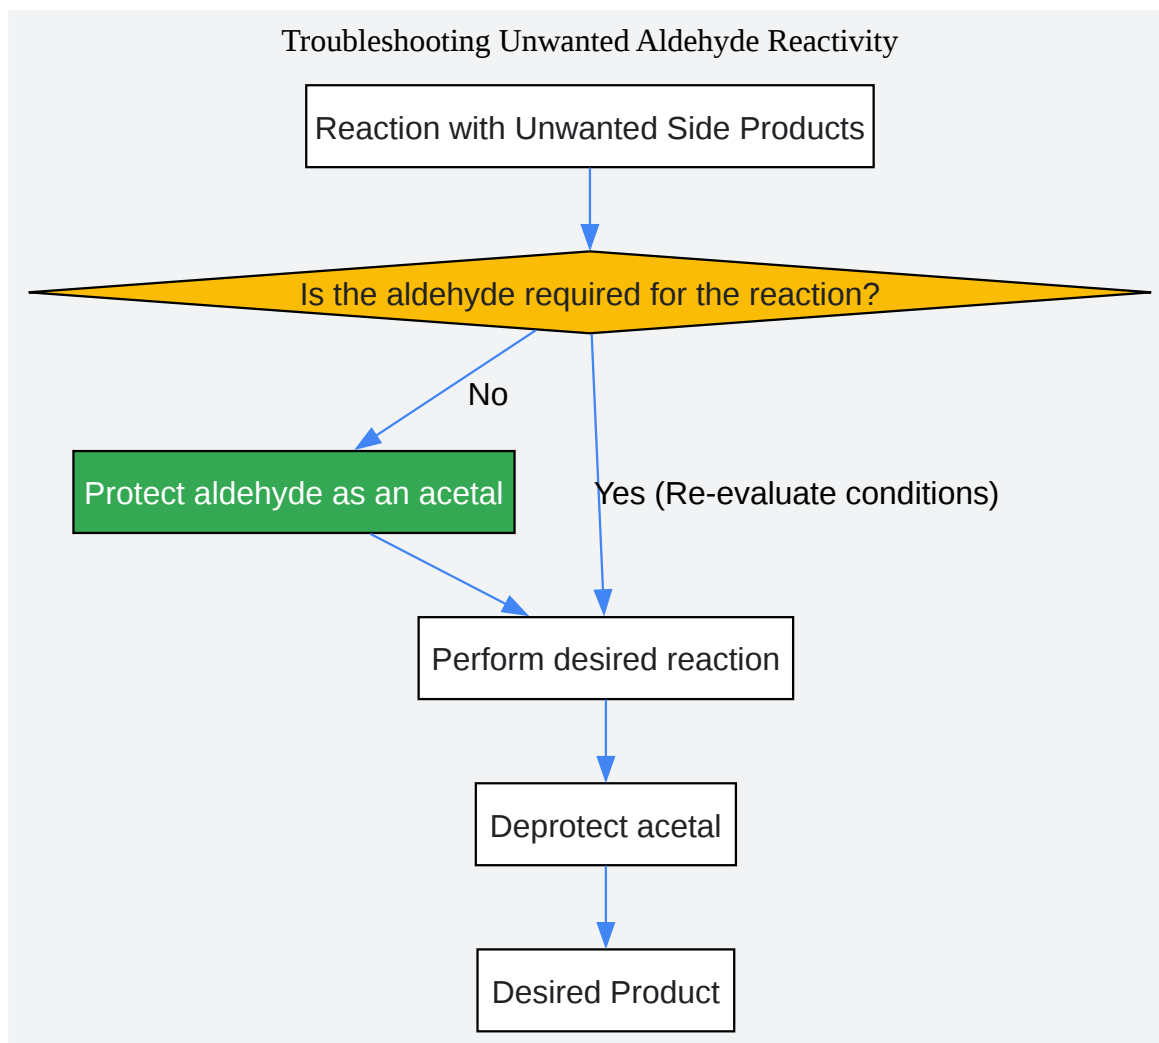 Troubleshooting Unwanted Aldehyde Reactivity
Reaction with Unwanted Side Products
Is the aldehyde required for the reaction?
No
Protect aldehyde as an acetal
Yes (Re-evaluate conditions)
Perform desired reaction
Deprotect acetal
Desired Product